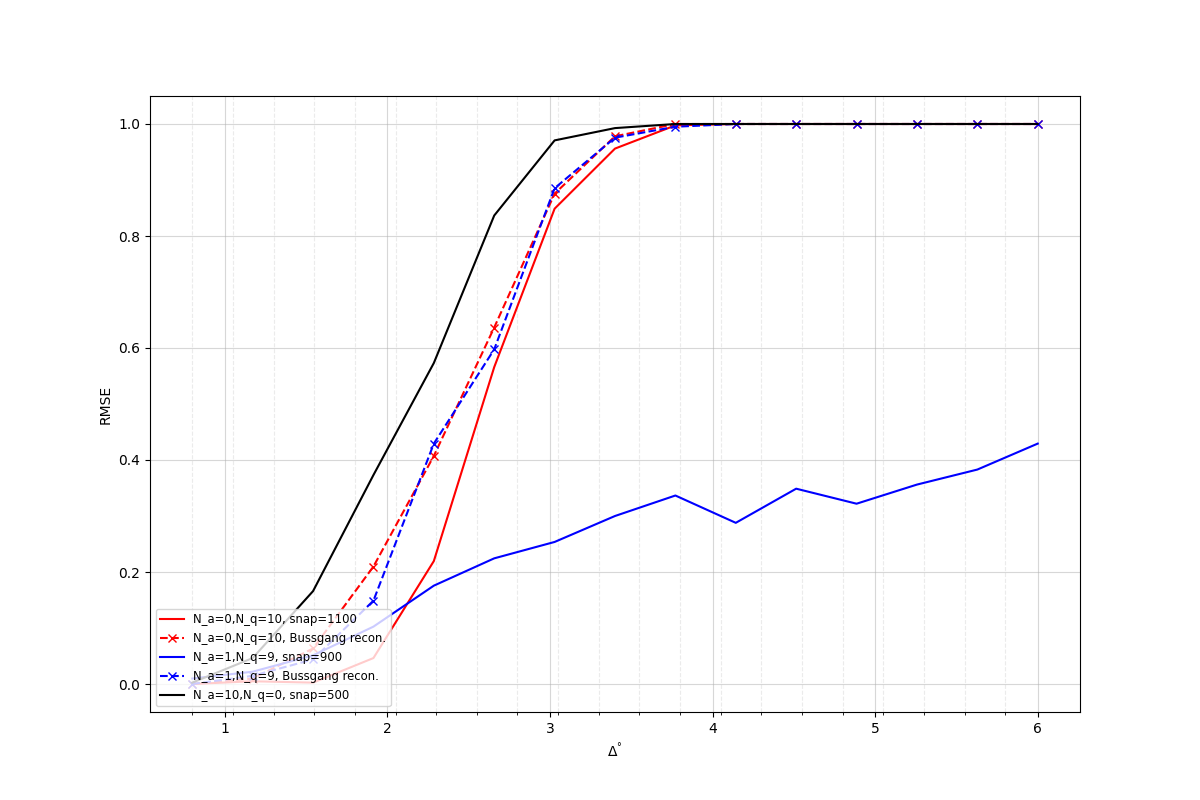 1.0
0.8
0.6
0.4
0.2
0.0
RMSE
N_a=0,N_q=10, snap=1100
N_a=0,N_q=10, Bussgang recon.
N_a=1,N_q=9, snap=900
N_a=1,N_q=9, Bussgang recon.
N_a=10,N_q=0, snap=500
1 2 3 4 5 6
Δ°